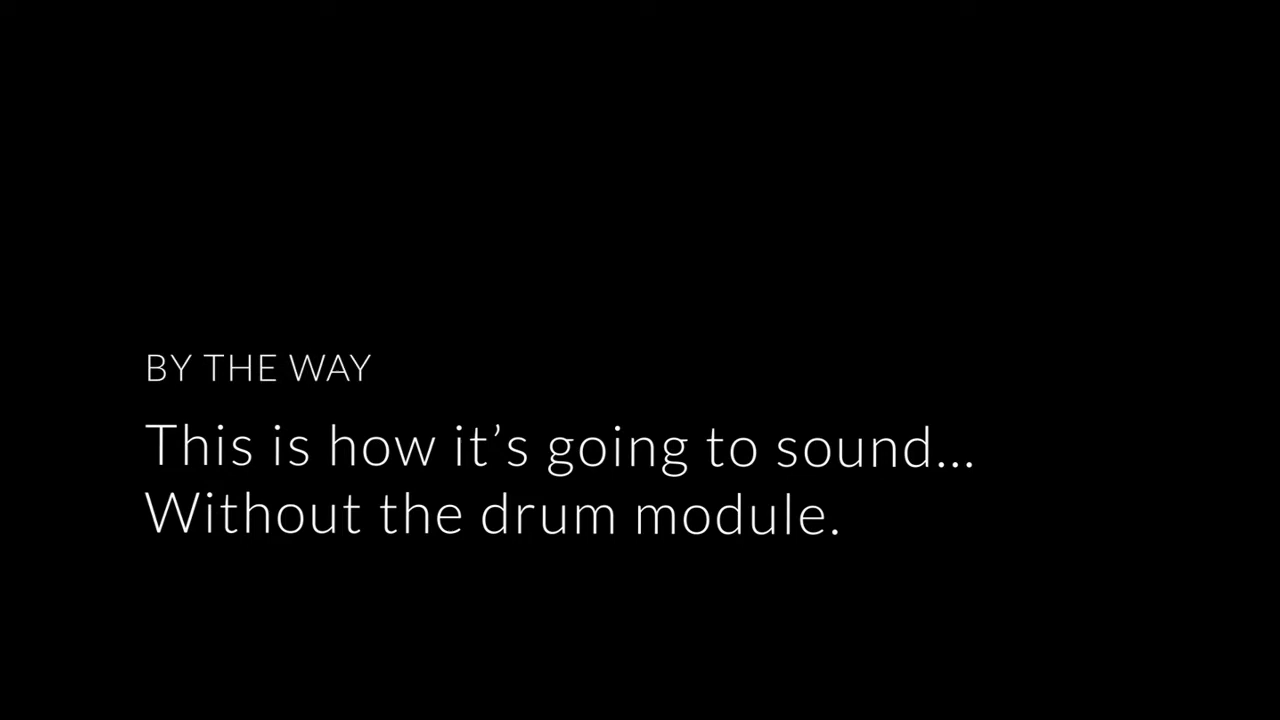 BY THE WAY
This is how it’s going to sound...
Without the drum module.